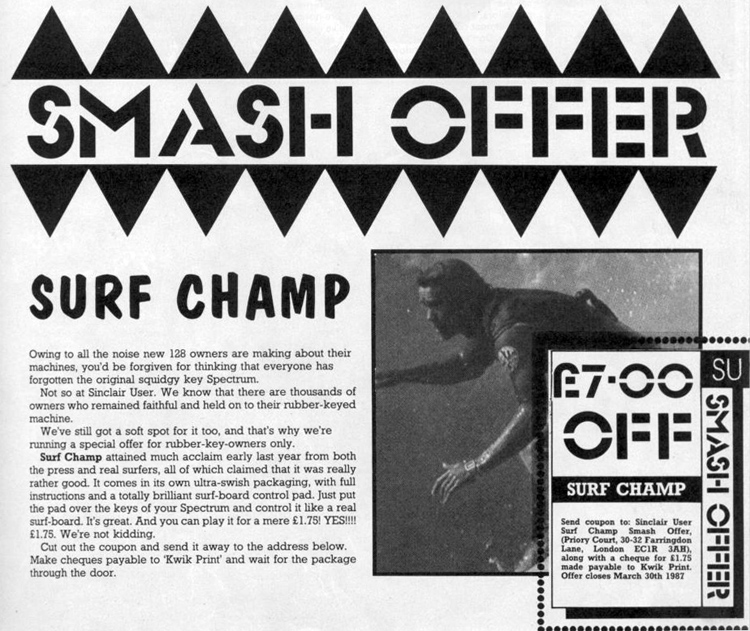 SMASH OFFER
SURF CHAMP
Owing to all the noise new 128 owners are making about their
machines, you'd be forgiven for thinking that everyone has
forgotten the original squidgy key Spectrum.
Not so at Sinclair User. We know that there are thousands of
owners who remained faithful and held on to their rubber-keyed
machine.
We've still got a soft spot for it too, and that's why we're
running a special offer for rubber-key-owners only.
Surf Champ attained much acclaim early last year from both
the press and real surfers, all of which claimed that it was really
rather good. It comes in its own ultra-swish packaging, with full
instructions and a totally brilliant surf-board control pad. Just put
the pad over the keys of your Spectrum and control it like a real
surf-board. It's great. And you can play it for a mere £1.75! YES!!!!
£1.75. We're not kidding.
Cut out the coupon and send it away to the address below.
Make cheques payable to 'Kwik Print' and wait for the package
through the door.
£7·00
OFF
SURF CHAMP
Send coupon to: Sinclair User
Surf Champ Smash Offer,
(Priory Court, 30-32 Farringdon
Lane, London EC1R 3AH),
along with a cheque for £1.75
made payable to Kwik Print.
Offer closes March 30th 1987
SU
SMASH OFFER